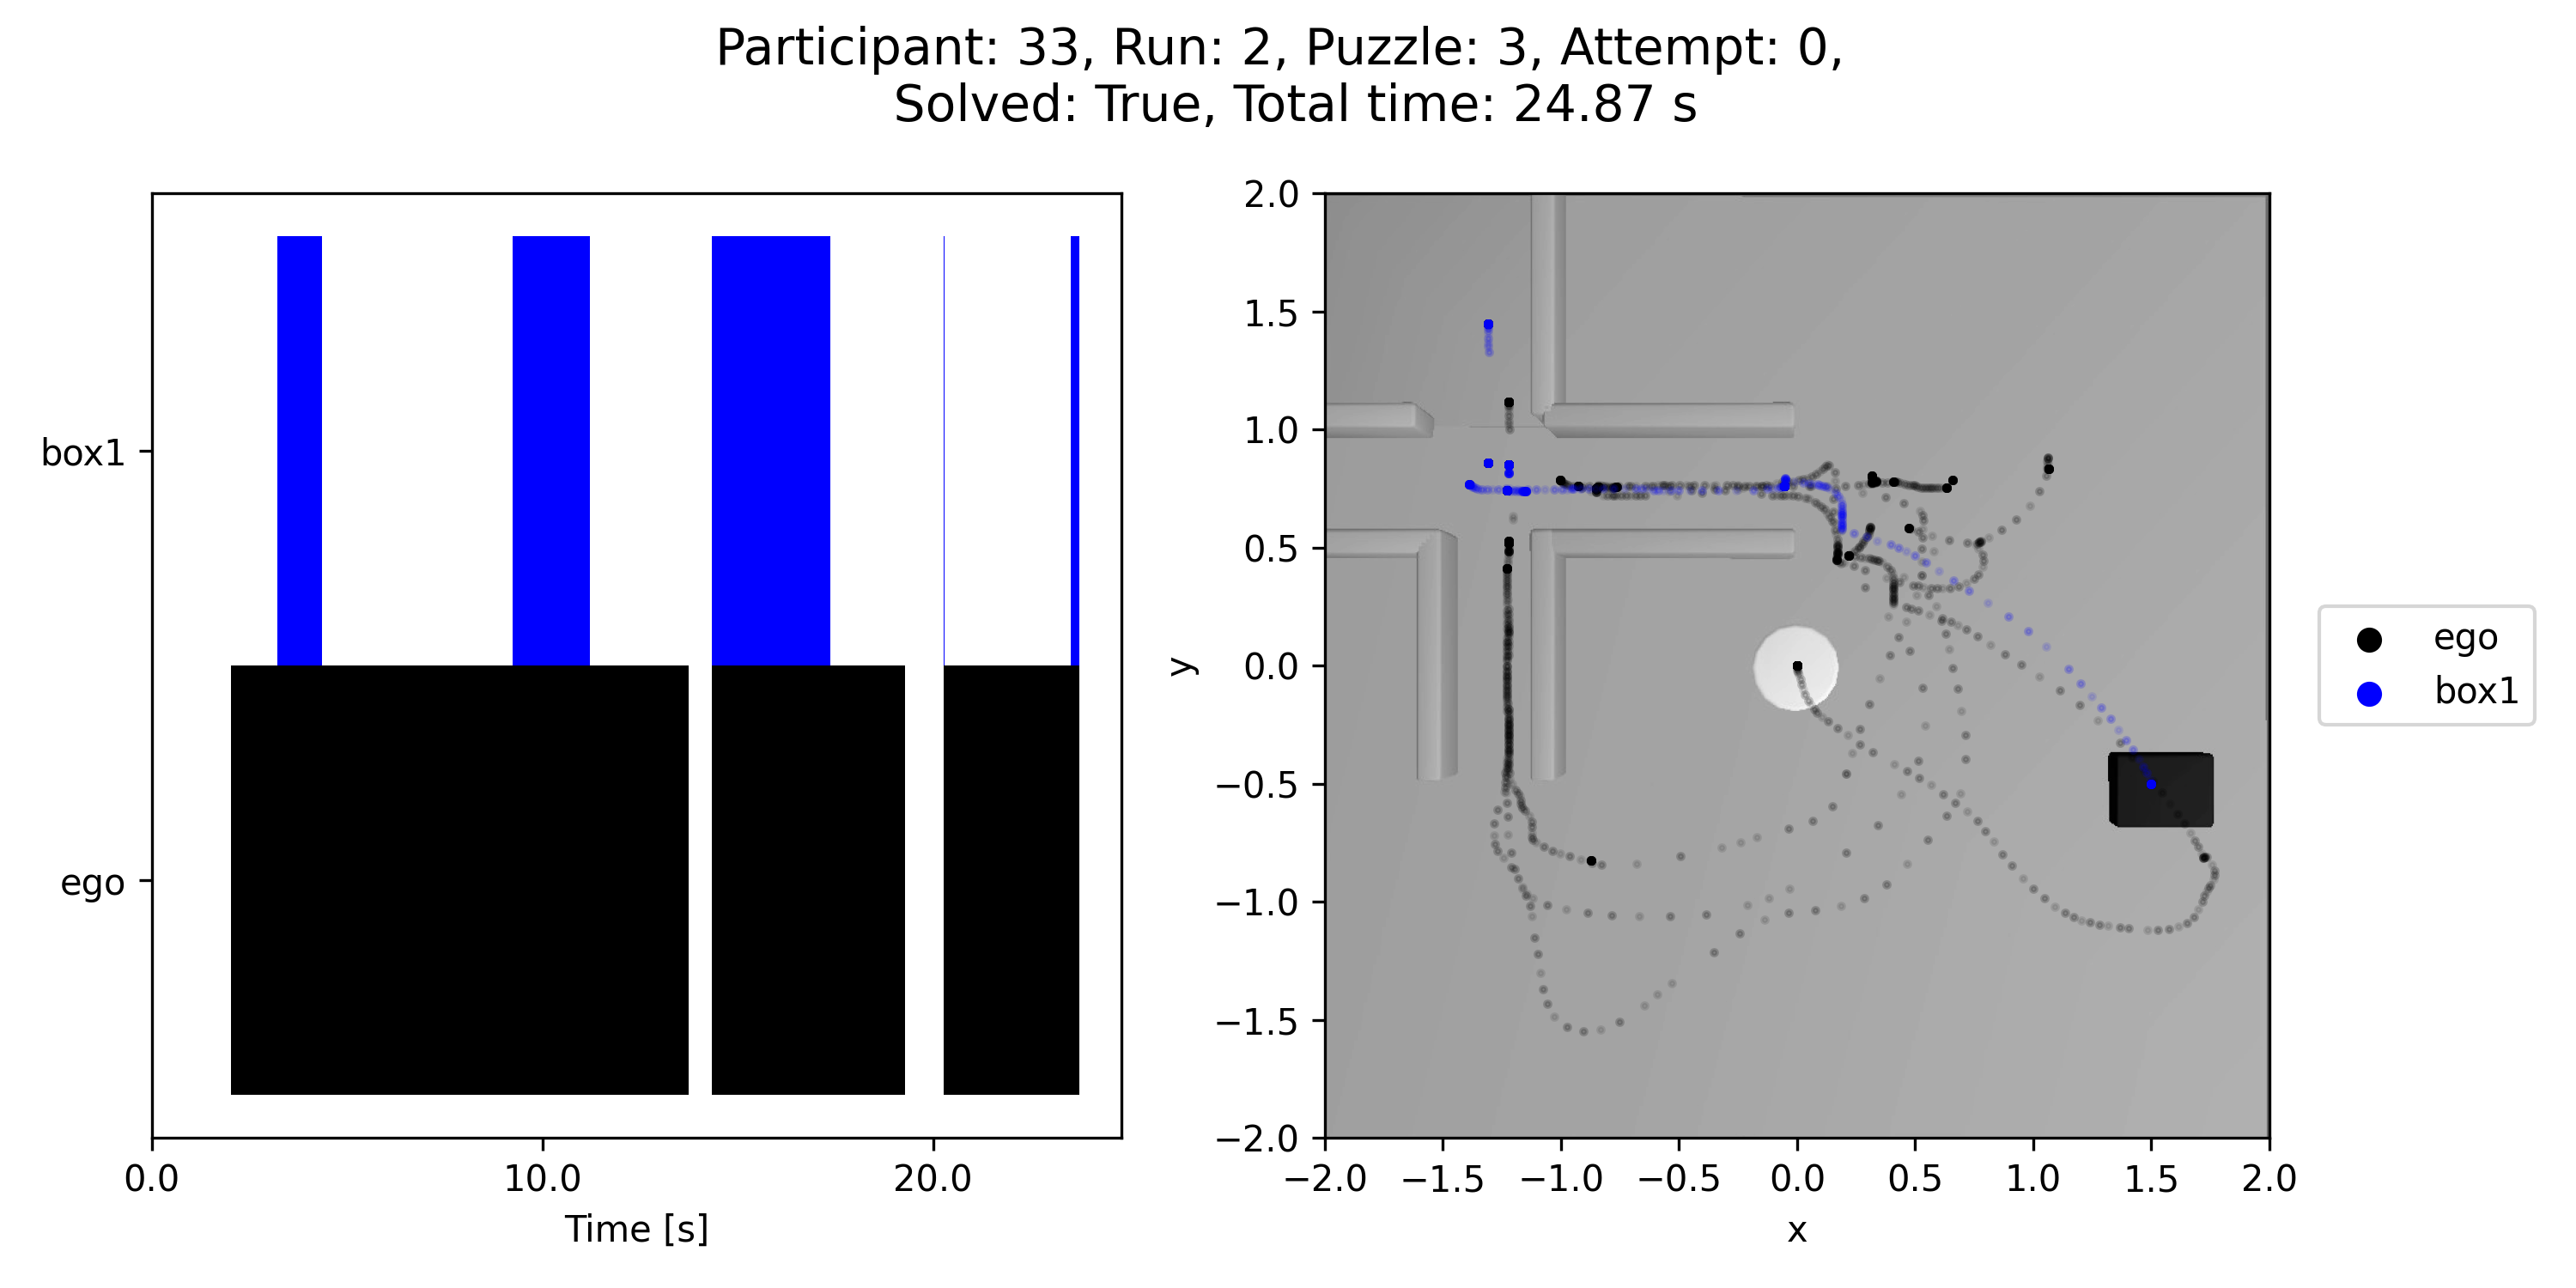 Participant: 33, Run: 2, Puzzle: 3, Attempt: 0,
Solved: True, Total time: 24.87 s
box1
ego
0.0 10.0 20.0
Time [s]
2.0
1.5
1.0
0.5
0.0
−0.5
−1.0
−1.5
−2.0
y
−2.0 −1.5 −1.0 −0.5 0.0 0.5 1.0 1.5 2.0
x
ego
box1